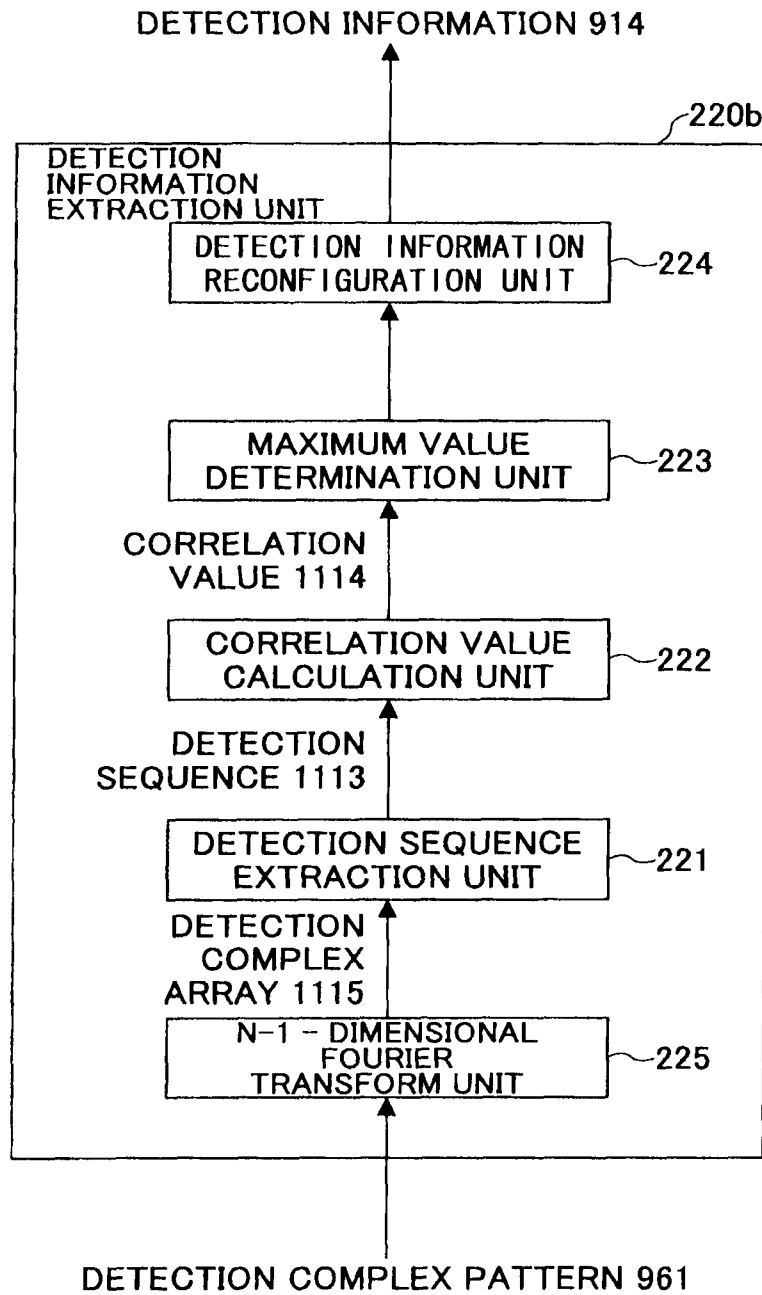 DETECTION INFORMATION 914
220b
DETECTION
INFORMATION
EXTRACTION UNIT
DETECTION INFORMATION
RECONFIGURATION UNIT
224
MAXIMUM VALUE
DETERMINATION UNIT
223
CORRELATION
VALUE 1114
CORRELATION VALUE
CALCULATION UNIT
222
DETECTION
SEQUENCE 1113
DETECTION SEQUENCE
EXTRACTION UNIT
221
DETECTION
COMPLEX
ARRAY 1115
N-1-DIMENSIONAL
FOURIER
TRANSFORM UNIT
225
DETECTION COMPLEX PATTERN 961